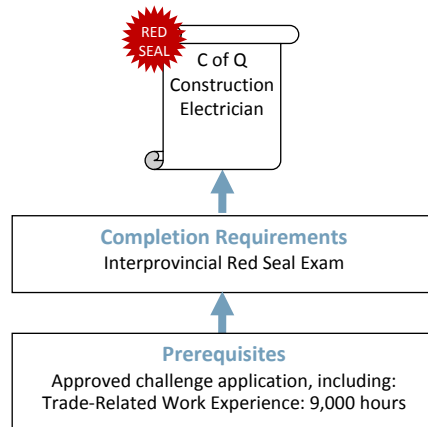 RED
SEAL
C of Q
Construction
Electrician
Completion Requirements
Interprovincial Red Seal Exam
Prerequisites
Approved challenge application, including:
Trade-Related Work Experience: 9,000 hours